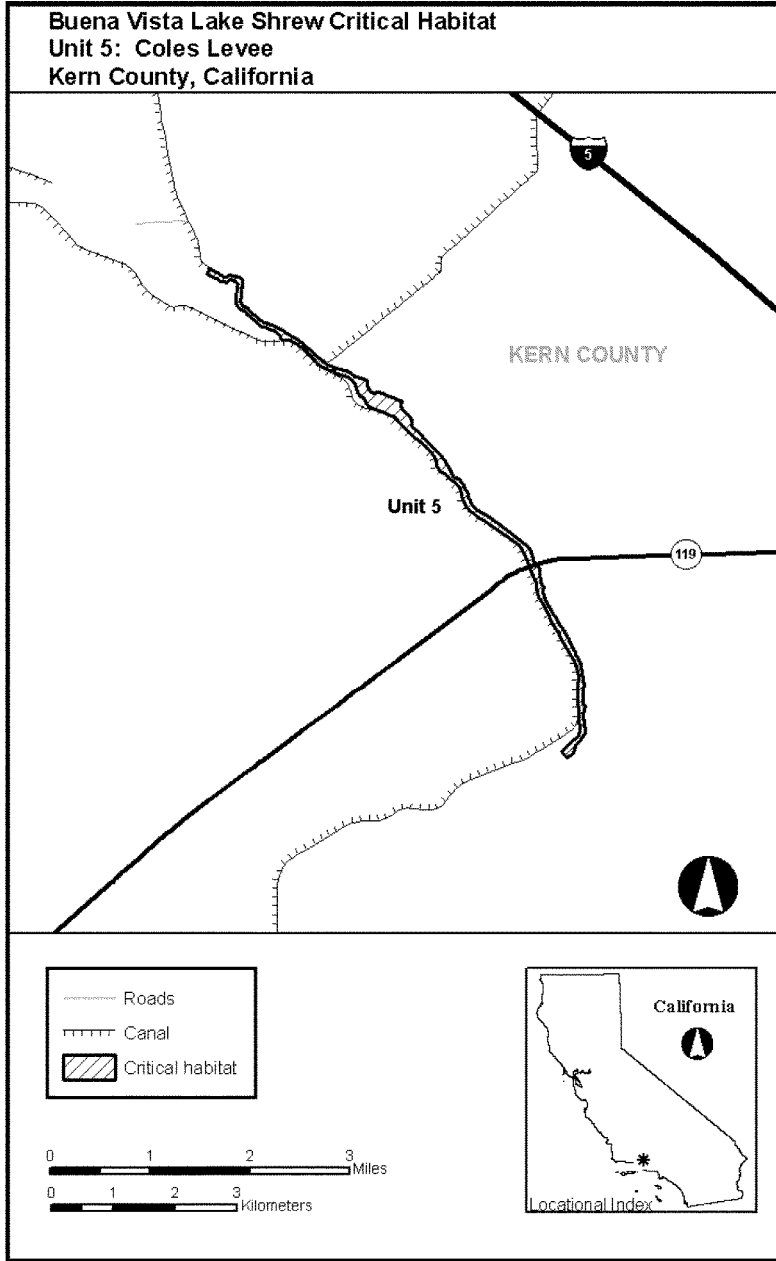 Buena Vista Lake Shrew Critical Habitat
Unit 5: Coles Levee
Kern County, California
5
KERN COUNTY
Unit 5
119
Roads
Canal
Critical habitat
0 1 2 3
Miles
0 1 2 3
Kilometers
California
Locational Index